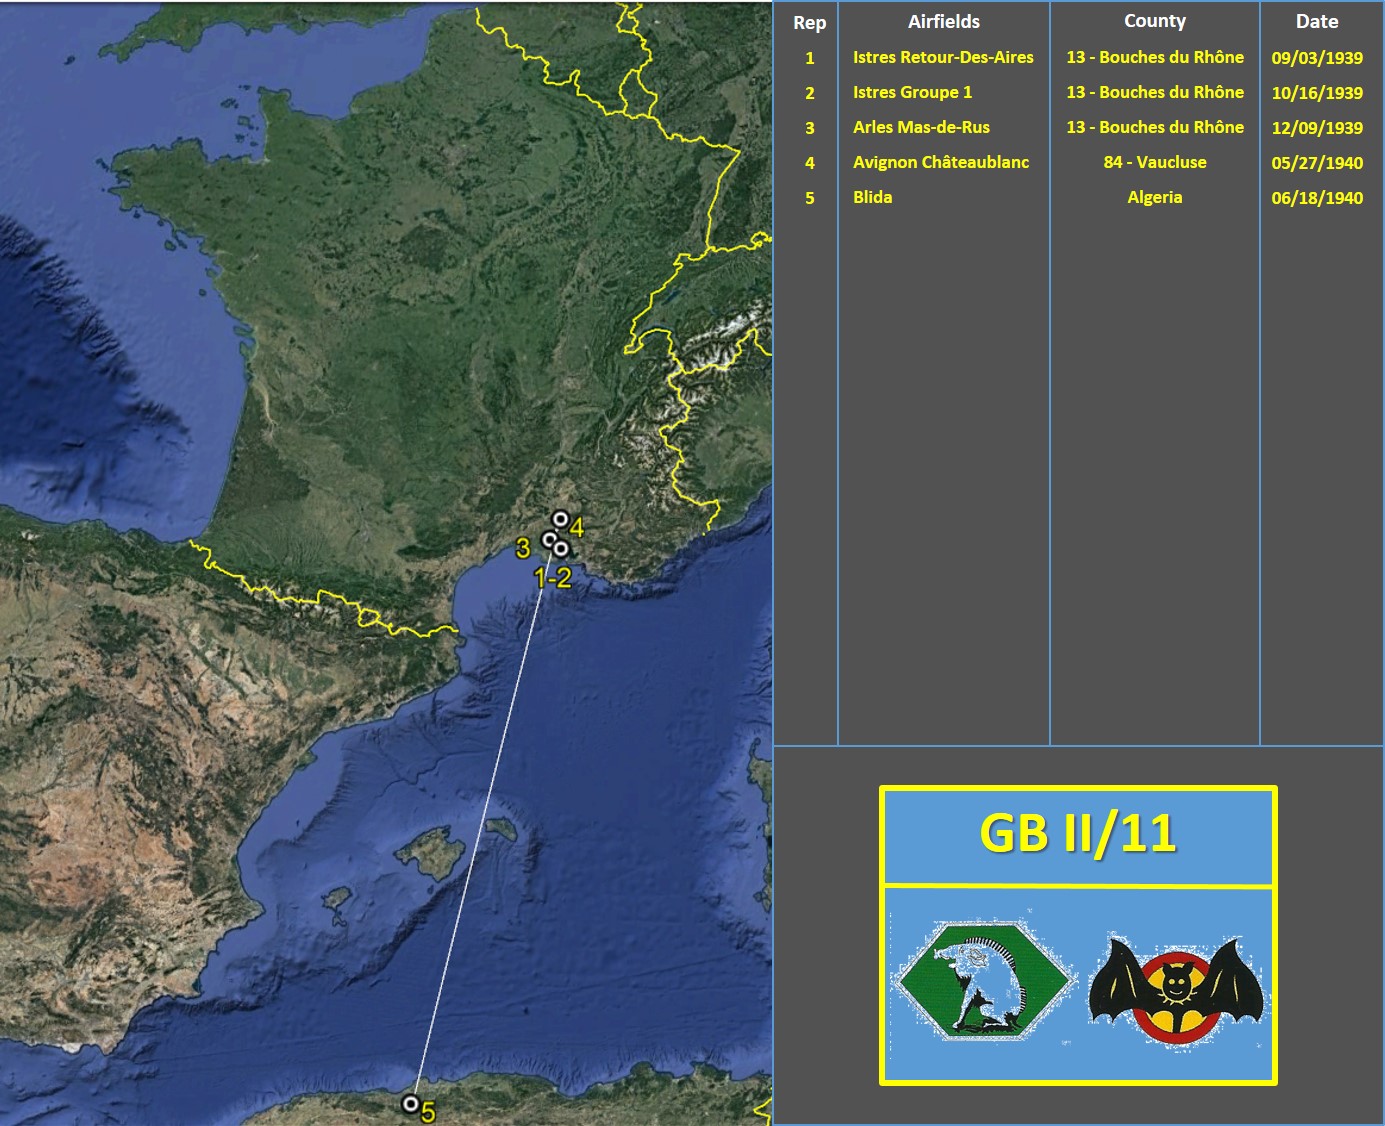 Rep Airfields County Date
1 Istres Retour-Des-Aires 13 - Bouches du Rhône 09/03/1939
2 Istres Groupe 1 13 - Bouches du Rhône 10/16/1939
3 Arles Mas-de-Rus 13 - Bouches du Rhône 12/09/1939
4 Avignon Châteaublanc 84 - Vaucluse 05/27/1940
5 Blida Algeria 06/18/1940
4
3
1-2
5
GB II/11